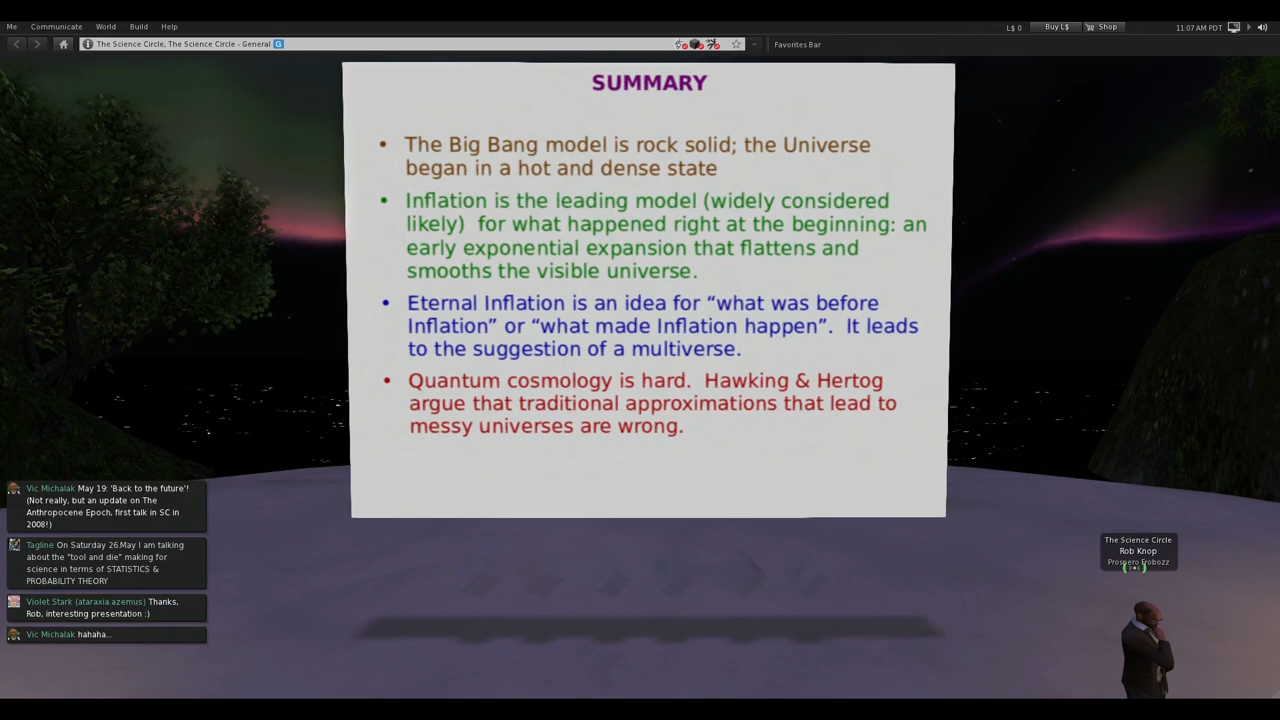 Me Communicate World Build Help
L$ 0 Buy L$ Shop 11:07 AM PDT
The Science Circle, The Science Circle - General G
Favorites Bar
SUMMARY
• The Big Bang model is rock solid; the Universe
began in a hot and dense state
• Inflation is the leading model (widely considered
likely) for what happened right at the beginning: an
early exponential expansion that flattens and
smooths the visible universe.
• Eternal Inflation is an idea for “what was before
Inflation” or “what made Inflation happen”. It leads
to the suggestion of a multiverse.
• Quantum cosmology is hard. Hawking & Hertog
argue that traditional approximations that lead to
messy universes are wrong.
Vic Michalak May 19: 'Back to the future'!
(Not really, but an update on The
Anthropocene Epoch, first talk in SC in
2008!)
Tagline On Saturday 26.May I am talking
about the "tool and die" making for
science in terms of STATISTICS &
PROBABILITY THEORY
Violet Stark (ataraxia.azemus) Thanks,
Rob, interesting presentation :)
Vic Michalak hahaha...
The Science Circle
Rob Knop
Prospero Frobozz